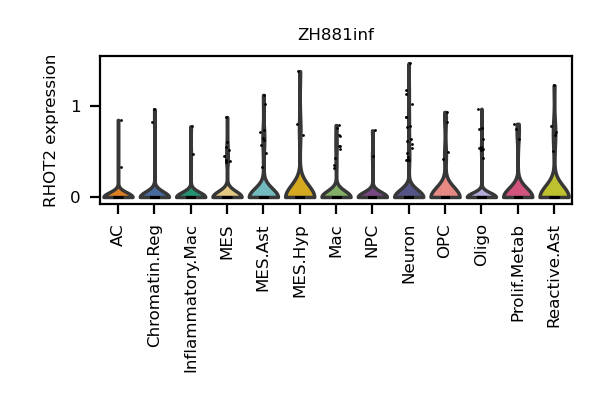 ZH881inf
RHOT2 expression
1
0
AC
Chromatin.Reg
Inflammatory.Mac
MES
MES.Ast
MES.Hyp
Mac
NPC
Neuron
OPC
Oligo
Prolif.Metab
Reactive.Ast